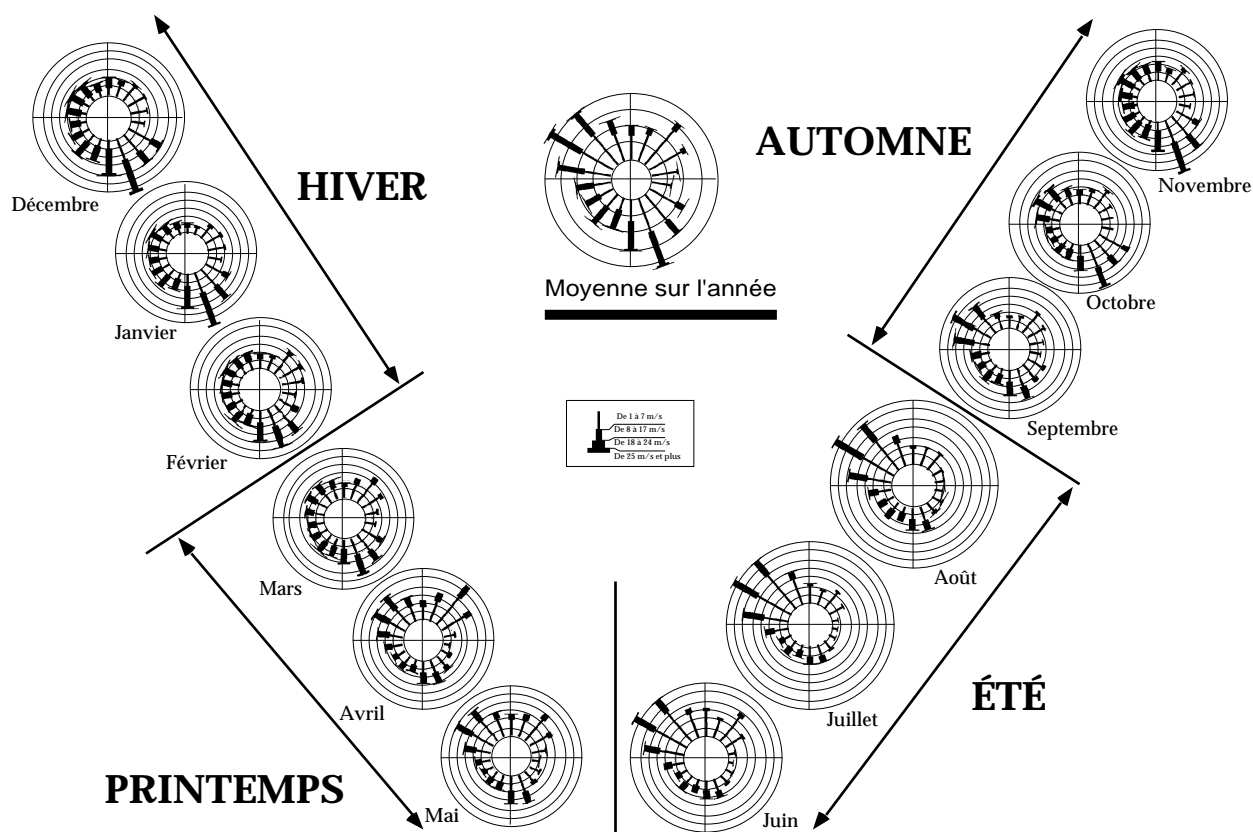 HIVER
AUTOMNE
Décembre
Novembre
Moyenne sur l'année
Octobre
Janvier
Septembre
De 1 à 7 m/s
De 8 à 17 m/s
De 18 à 24 m/s
De 25 m/s et plus
Février
Août
Mars
Avril
Juillet
ÉTÉ
PRINTEMPS
Mai
Juin